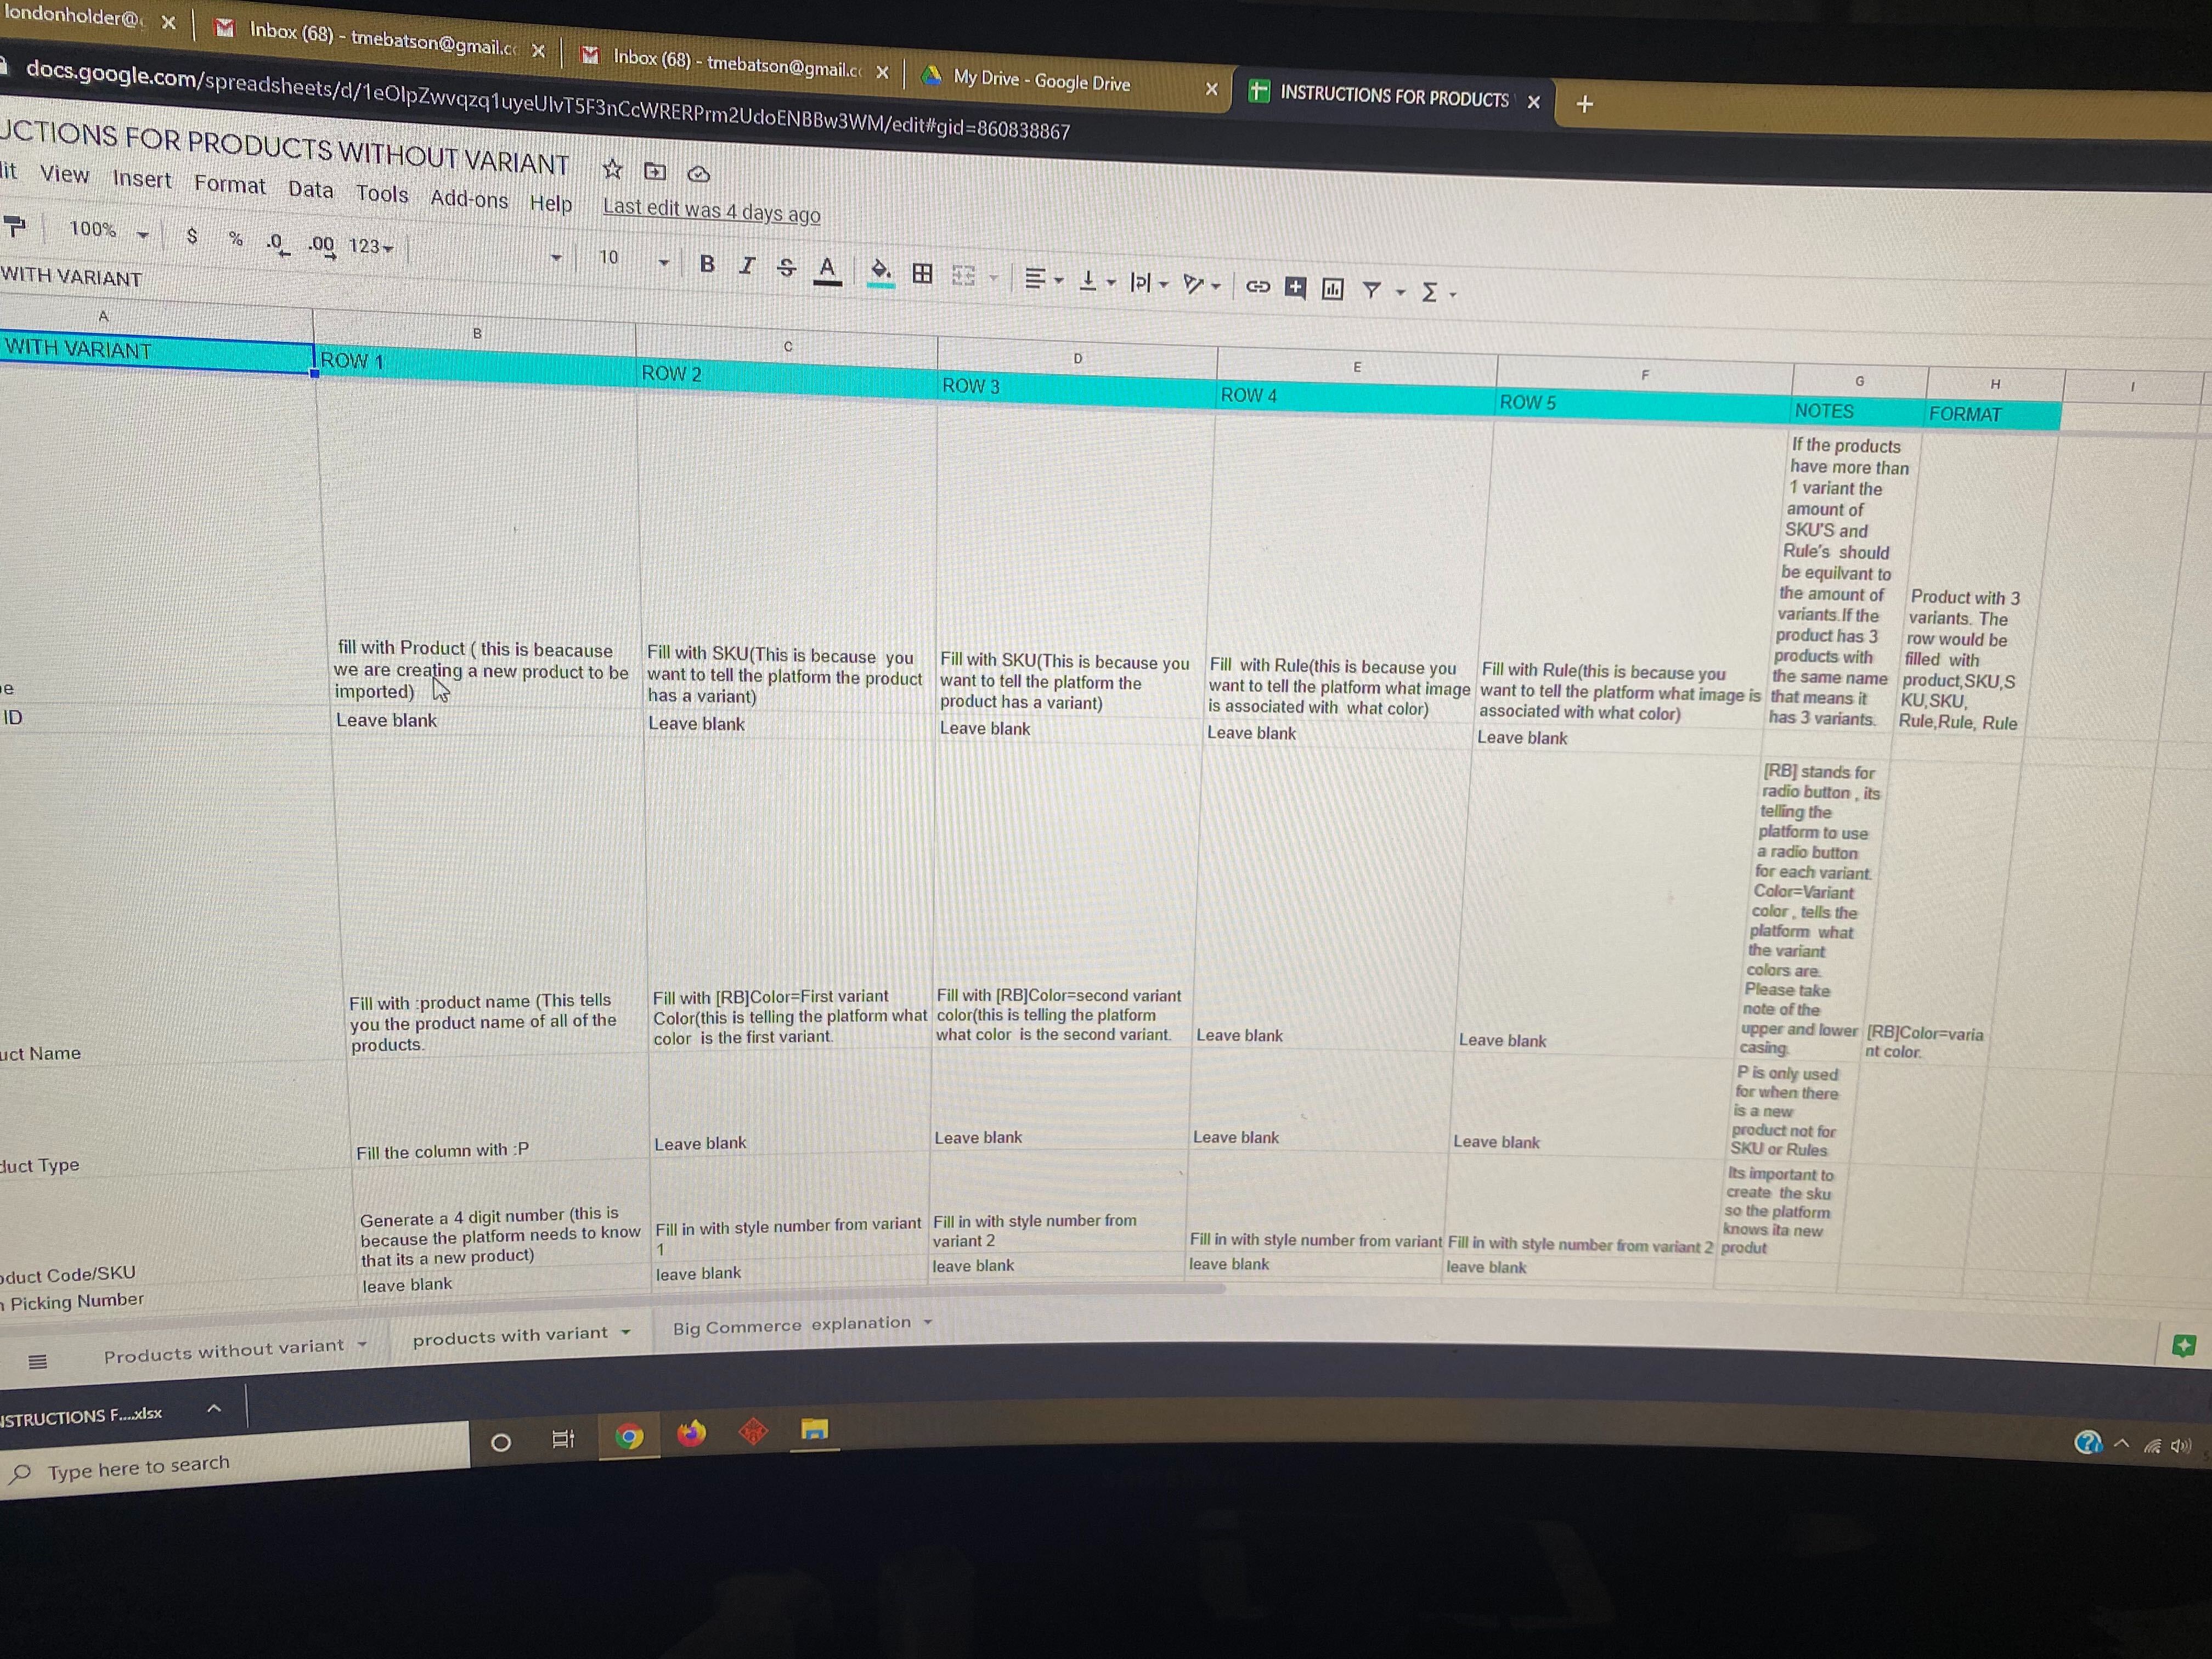 londonholder@
Inbox (68) - tmebatson@gmail.c
Inbox (68) - tmebatson@gmail.c
My Drive - Google Drive
INSTRUCTIONS FOR PRODUCTS
docs.google.com/spreadsheets/d/1eOlpZwvqzq1uyeUlvT5F3nCcWRERPrm2UdoENBBw3WM/edit#gid=860838867
UCTIONS FOR PRODUCTS WITHOUT VARIANT
lit View Insert Format Data Tools Add-ons Help Last edit was 4 days ago
100% $ % .0 .00 123 10 B I S A
WITH VARIANT
A B C D E F G H I
WITH VARIANT ROW 1 ROW 2 ROW 3 ROW 4 ROW 5 NOTES FORMAT
e
fill with Product ( this is beacause
we are creating a new product to be
imported)
Fill with SKU(This is because you
want to tell the platform the product
has a variant)
Fill with SKU(This is because you
want to tell the platform the
product has a variant)
Fill with Rule(this is because you
want to tell the platform what image
is associated with what color)
Fill with Rule(this is because you
want to tell the platform what image is
associated with what color)
If the products
have more than
1 variant the
amount of
SKU'S and
Rule's should
be equilvant to
the amount of
variants.If the
product has 3
products with
the same name
that means it
has 3 variants.
Product with 3
variants. The
row would be
filled with
product,SKU,S
KU,SKU,
Rule,Rule, Rule
ID Leave blank Leave blank Leave blank Leave blank Leave blank
uct Name
Fill with :product name (This tells
you the product name of all of the
products.
Fill with [RB]Color=First variant
Color(this is telling the platform what
color is the first variant.
Fill with [RB]Color=second variant
color(this is telling the platform
what color is the second variant.
Leave blank
Leave blank
[RB] stands for
radio button , its
telling the
platform to use
a radio button
for each variant.
Color=Variant
color , tells the
platform what
the variant
colors are.
Please take
note of the
upper and lower
casing.
[RB]Color=varia
nt color.
duct Type
Fill the column with :P
Leave blank
Leave blank
Leave blank
Leave blank
P is only used
for when there
is a new
product not for
SKU or Rules
oduct Code/SKU
Generate a 4 digit number (this is
because the platform needs to know
that its a new product)
Fill in with style number from variant
1
Fill in with style number from
variant 2
Fill in with style number from variant
Fill in with style number from variant 2
Its important to
create the sku
so the platform
knows ita new
produt
n Picking Number leave blank leave blank leave blank leave blank leave blank
Products without variant products with variant Big Commerce explanation
NSTRUCTIONS F....xlsx
Type here to search